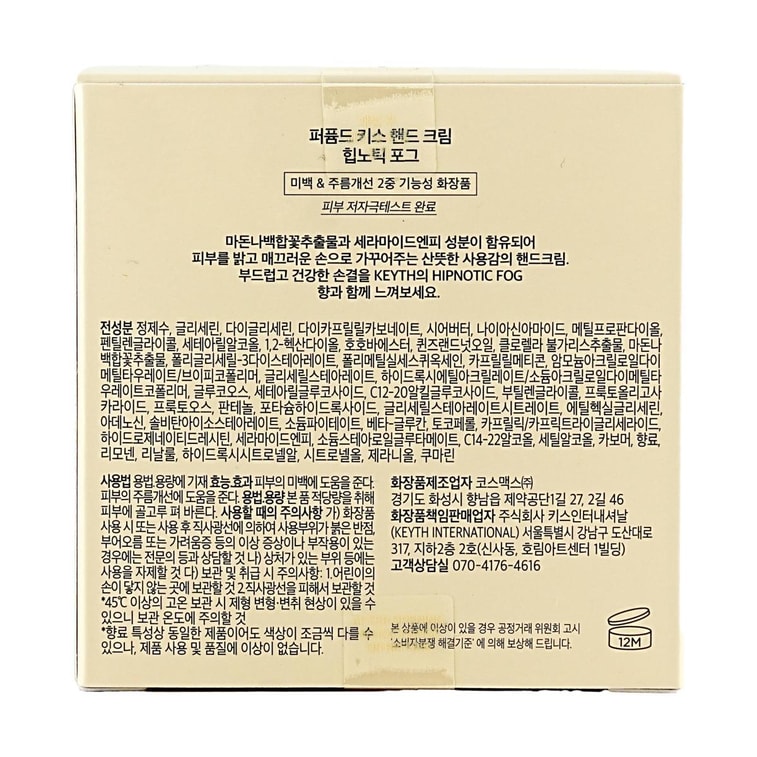 퍼퓸드 키스 핸드 크림
힙노틱 포그
미백 & 주름개선 2중 기능성 화장품
피부 저자극테스트 완료
마돈나백합꽃추출물과 세라마이드엔피 성분이 함유되어
피부를 밝고 매끄러운 손으로 가꾸어주는 산뜻한 사용감의 핸드크림.
부드럽고 건강한 손결을 KEYTH의 HIPNOTIC FOG
향과 함께 느껴보세요.
전성분 정제수, 글리세린, 다이글리세린, 다이카프릴릴카보네이트, 시어버터, 나이아신아마이드, 메틸프로판다이올,
펜틸렌글라이콜, 세테아릴알코올, 1,2-헥산다이올, 호호바에스터, 퀸즈랜드넛오일, 클로렐라 불가리스추출물, 마돈나
백합꽃추출물, 폴리글리세릴-3다이스테아레이트, 폴리메틸실세스퀴옥세인, 카프릴릴메티콘, 암모늄아크릴로일다이
메틸타우레이트/브이피코폴리머, 글리세릴스테아레이트, 하이드록시에틸아크릴레이트/소듐아크릴로일다이메틸타
우레이트코폴리머, 글루코오스, 세테아릴글루코사이드, C12-20알킬글루코사이드, 부틸렌글라이콜, 프룩토올리고사
카라이드, 프룩토오스, 판테놀, 포타슘하이드록사이드, 글리세릴스테아레이트시트레이트, 에틸헥실글리세린,
아데노신, 솔비탄아이소스테아레이트, 소듐파이테이트, 베타-글루칸, 토코페롤, 카프릴릭/카프릭트라이글리세라이드,
하이드로제네이티드레시틴, 세라마이드엔피, 소듐스테아로일글루타메이트, C14-22알코올, 세틸알코올, 카보머, 향료,
리모넨, 리날룰, 하이드록시시트로넬알, 시트로넬올, 제라니올, 쿠마린
사용법 용법.용량에 기재 효능.효과 피부의 미백에 도움을 준다.
피부의 주름개선에 도움을 준다. 용법.용량 본 품 적당량을 취해
피부에 골고루 펴 바른다. 사용할 때의 주의사항 가) 화장품
사용 시 또는 사용 후 직사광선에 의하여 사용부위가 붉은 반점,
부어오름 또는 가려움증 등의 이상 증상이나 부작용이 있는
경우에는 전문의 등과 상담할 것 나) 상처가 있는 부위 등에는
사용을 자제할 것 다) 보관 및 취급 시 주의사항: 1.어린이의
손이 닿지 않는 곳에 보관할 것 2.직사광선을 피해서 보관할 것
*45℃ 이상의 고온 보관 시 제형 변형·변취 현상이 있을 수
있으니 보관 온도에 주의할 것
*향료 특성상 동일한 제품이어도 색상이 조금씩 다를 수
있으나, 제품 사용 및 품질에 이상이 없습니다.
화장품제조업자 코스맥스㈜
경기도 화성시 향남읍 제약공단1길 27, 2길 46
화장품책임판매업자 주식회사 키스인터내셔날
(KEYTH INTERNATIONAL) 서울특별시 강남구 도산대로
317, 지하2층 2호 (신사동, 호림아트센터 1빌딩)
고객상담실 070-4176-4616
본 상품에 이상이 있을 경우 공정거래 위원회 고시
'소비자분쟁 해결기준' 에 의해 보상해 드립니다.
12M